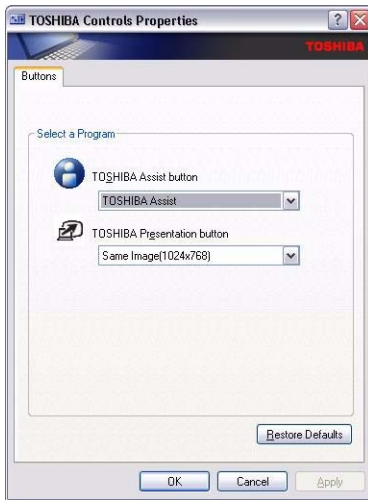 TOSHIBA Controls Properties
TOSHIBA
Buttons
Select a Program
TOSHIBA Assist button
TOSHIBA Assist
TOSHIBA Presentation button
Same Image(1024x768)
Restore Defaults
OK
Cancel
Apply